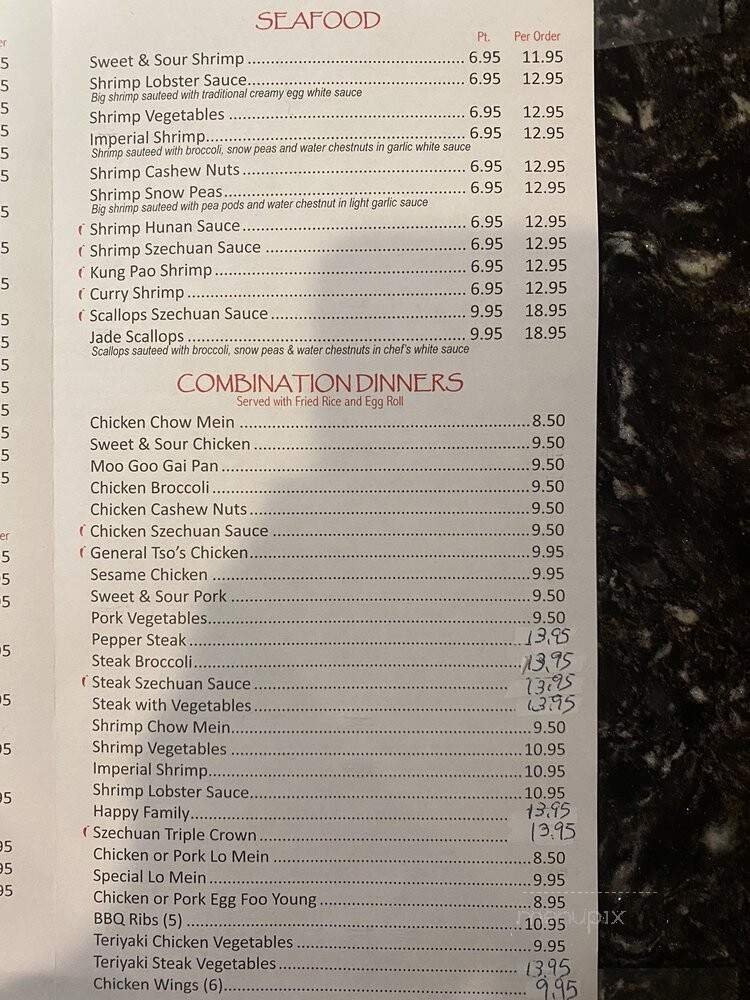 SEAFOOD
Pt. Per Order
Sweet & Sour Shrimp 6.95 11.95
Shrimp Lobster Sauce 6.95 12.95
Big shrimp sauteed with traditional creamy egg white sauce
Shrimp Vegetables 6.95 12.95
Imperial Shrimp 6.95 12.95
Shrimp sauteed with broccoli, snow peas and water chestnuts in garlic white sauce
Shrimp Cashew Nuts 6.95 12.95
Shrimp Snow Peas 6.95 12.95
Big shrimp sauteed with pea pods and water chestnut in light garlic sauce
Shrimp Hunan Sauce 6.95 12.95
Shrimp Szechuan Sauce 6.95 12.95
Kung Pao Shrimp 6.95 12.95
Curry Shrimp 6.95 12.95
Scallops Szechuan Sauce 9.95 18.95
Jade Scallops 9.95 18.95
Scallops sauteed with broccoli, snow peas & water chestnuts in chef's white sauce
COMBINATION DINNERS
Served with Fried Rice and Egg Roll
Chicken Chow Mein 8.50
Sweet & Sour Chicken 9.50
Moo Goo Gai Pan 9.50
Chicken Broccoli 9.50
Chicken Cashew Nuts 9.50
Chicken Szechuan Sauce 9.50
General Tso's Chicken 9.95
Sesame Chicken 9.95
Sweet & Sour Pork 9.50
Pork Vegetables 9.50
Pepper Steak 13.95
Steak Broccoli 13.95
Steak Szechuan Sauce 13.95
Steak with Vegetables 13.95
Shrimp Chow Mein 9.50
Shrimp Vegetables 10.95
Imperial Shrimp 10.95
Shrimp Lobster Sauce 10.95
Happy Family 13.95
Szechuan Triple Crown 13.95
Chicken or Pork Lo Mein 8.50
Special Lo Mein 9.95
Chicken or Pork Egg Foo Young 8.95
menupix
BBQ Ribs (5) 10.95
Teriyaki Chicken Vegetables 9.95
Teriyaki Steak Vegetables 13.95
Chicken Wings (6) 9.95